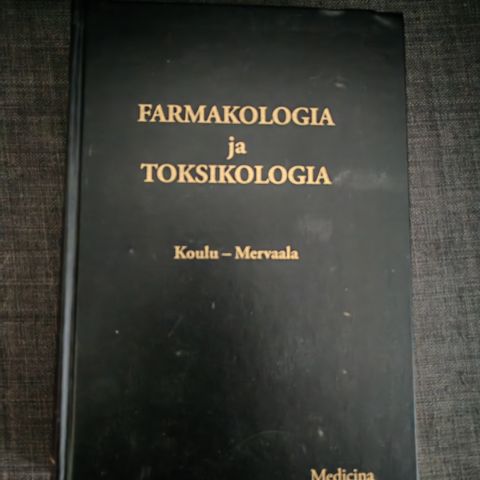 FARMAKOLOGIA
ja
TOKSIKOLOGIA
Koulu – Mervaala
Medicina